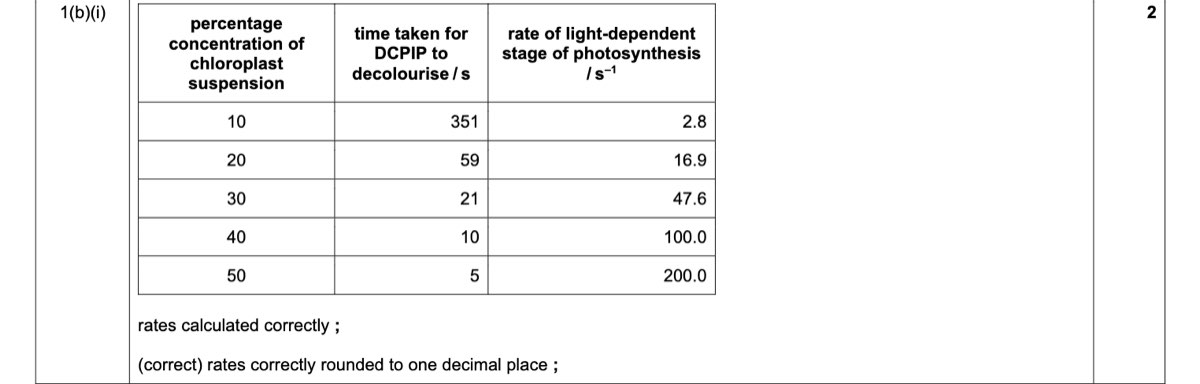 1(b)(i)
percentage concentration of chloroplast suspension | time taken for DCPIP to decolourise / s | rate of light-dependent stage of photosynthesis / s⁻¹
10 | 351 | 2.8
20 | 59 | 16.9
30 | 21 | 47.6
40 | 10 | 100.0
50 | 5 | 200.0
rates calculated correctly ;
(correct) rates correctly rounded to one decimal place ;
2